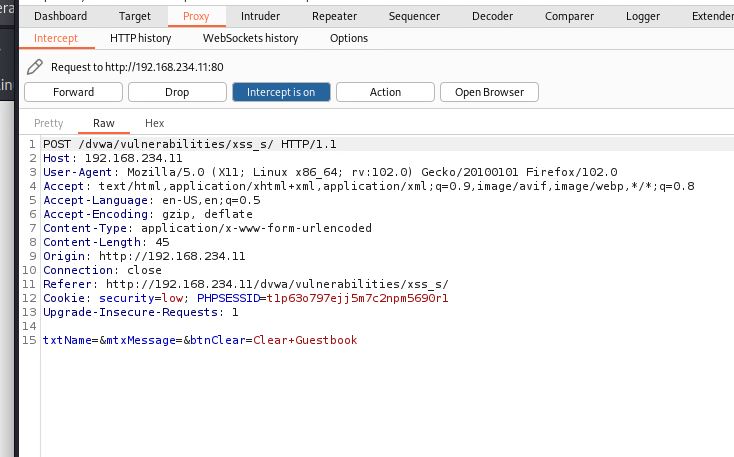 Dashboard Target Proxy Intruder Repeater Sequencer Decoder Comparer Logger Extender
Intercept HTTP history WebSockets history Options
Request to http://192.168.234.11:80
Forward Drop Intercept is on Action Open Browser
Pretty Raw Hex
1 POST /dvwa/vulnerabilities/xss_s/ HTTP/1.1
2 Host: 192.168.234.11
3 User-Agent: Mozilla/5.0 (X11; Linux x86_64; rv:102.0) Gecko/20100101 Firefox/102.0
4 Accept: text/html,application/xhtml+xml,application/xml;q=0.9,image/avif,image/webp,*/*;q=0.8
5 Accept-Language: en-US,en;q=0.5
6 Accept-Encoding: gzip, deflate
7 Content-Type: application/x-www-form-urlencoded
8 Content-Length: 45
9 Origin: http://192.168.234.11
10 Connection: close
11 Referer: http://192.168.234.11/dvwa/vulnerabilities/xss_s/
12 Cookie: security=low; PHPSESSID=t1p63o797ejj5m7c2npm5690r1
13 Upgrade-Insecure-Requests: 1
14
15 txtName=&mtxMessage=&btnClear=Clear+Guestbook